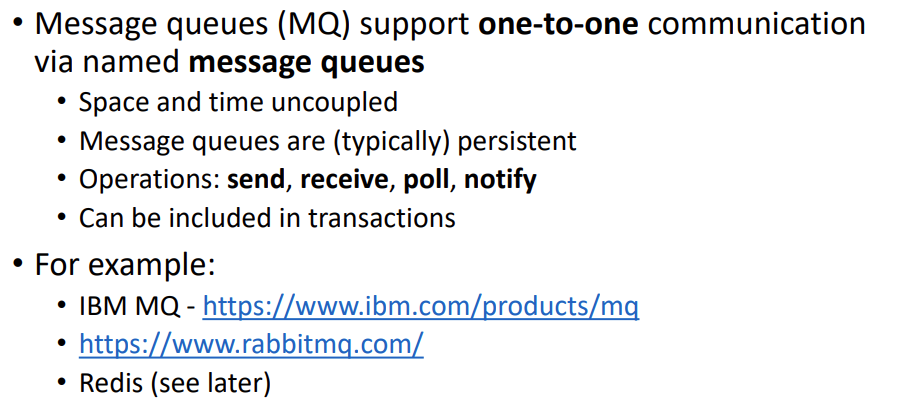 • Message queues (MQ) support one-to-one communication
via named message queues
• Space and time uncoupled
• Message queues are (typically) persistent
• Operations: send, receive, poll, notify
• Can be included in transactions
• For example:
• IBM MQ - https://www.ibm.com/products/mq
• https://www.rabbitmq.com/
• Redis (see later)